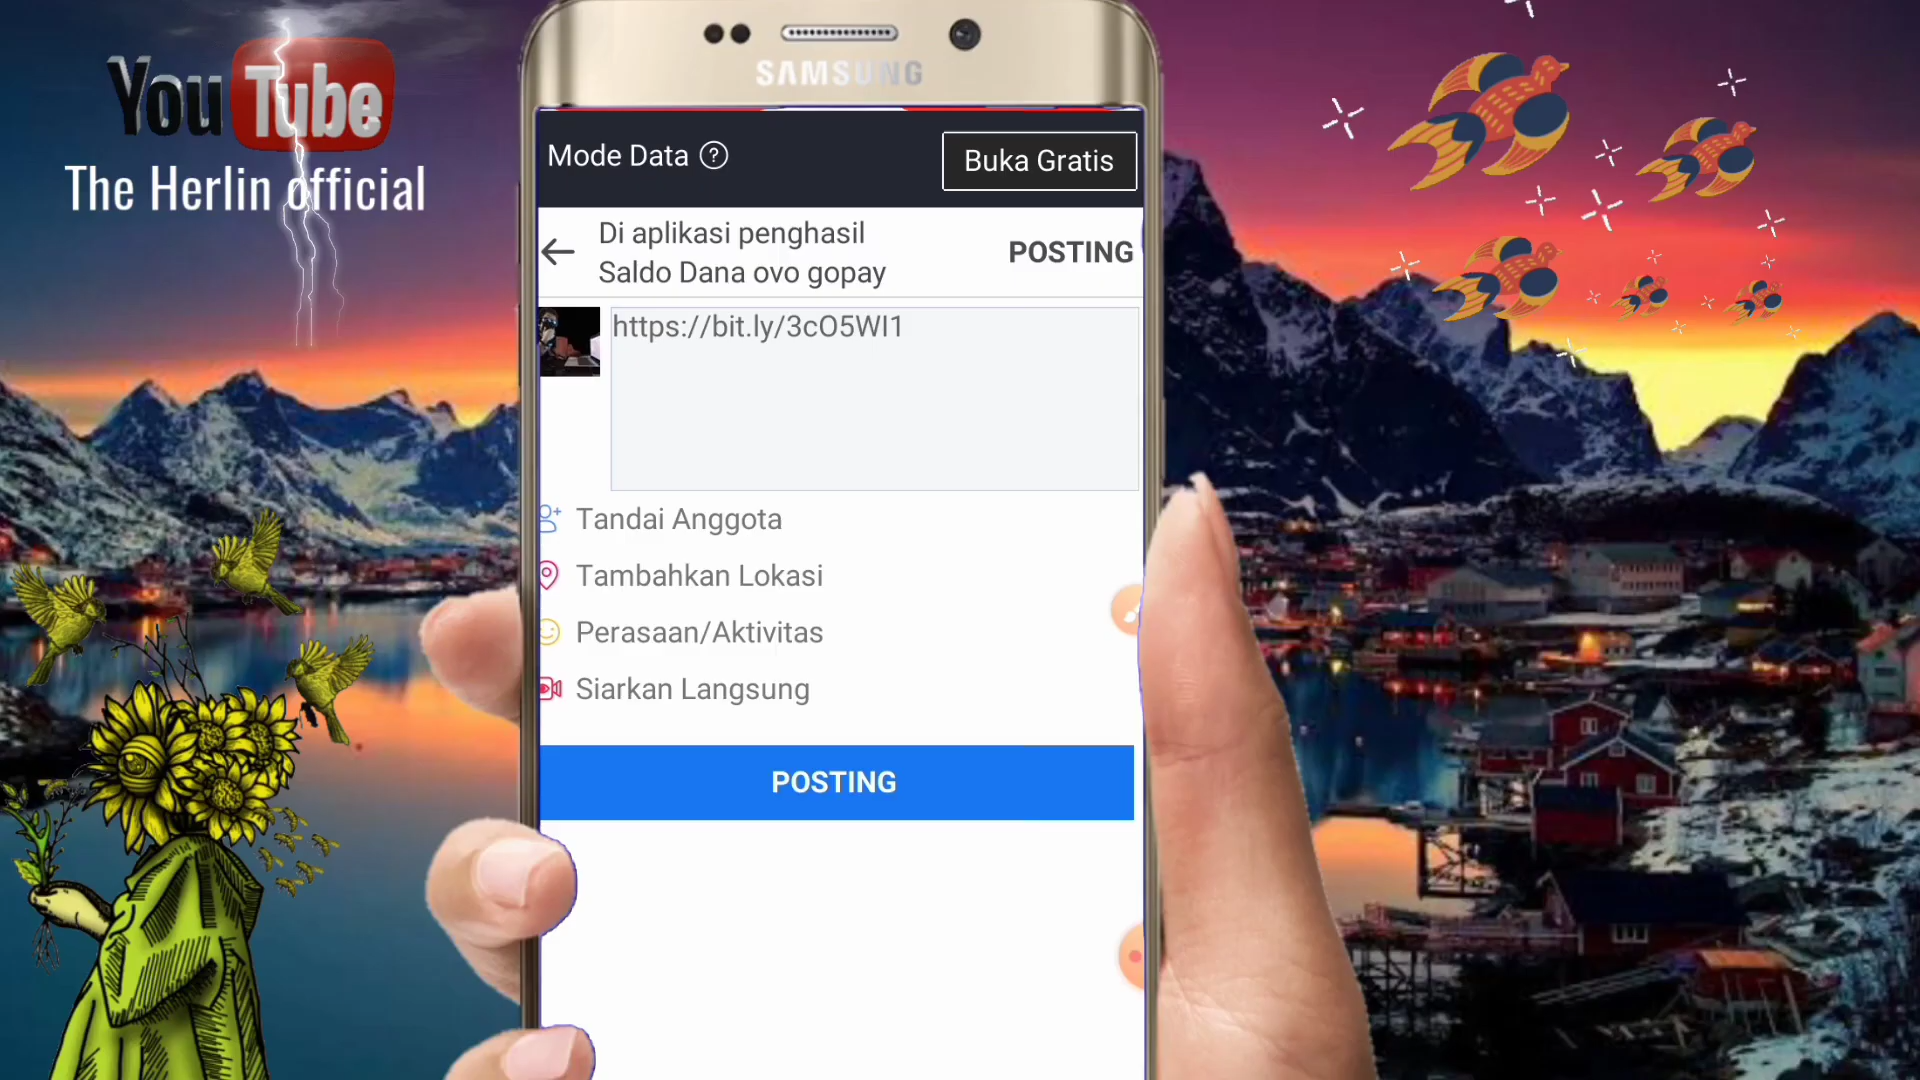 YouTube
The Herlin official
SAMSUNG
Mode Data ?
Buka Gratis
Di aplikasi penghasil
Saldo Dana ovo gopay
POSTING
https://bit.ly/3cO5WI1
Tandai Anggota
Tambahkan Lokasi
Perasaan/Aktivitas
Siarkan Langsung
POSTING